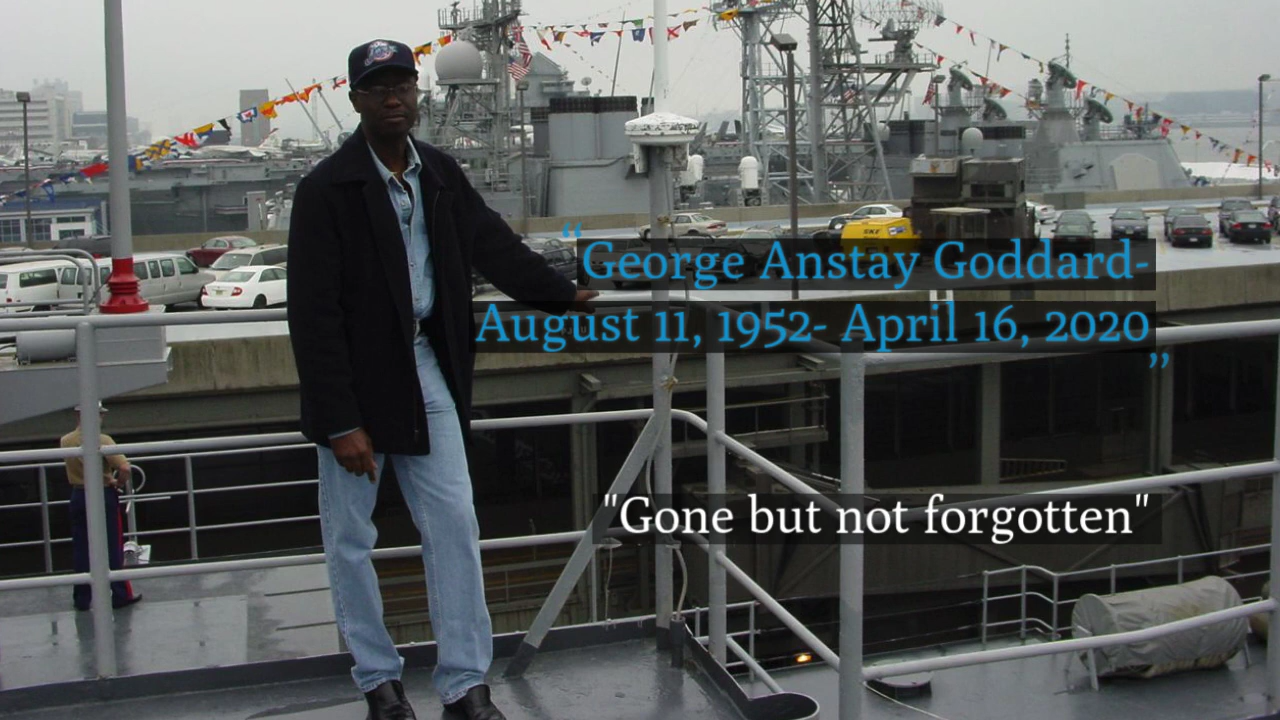 “George Anstay Goddard-
August 11, 1952- April 16, 2020
”
"Gone but not forgotten"